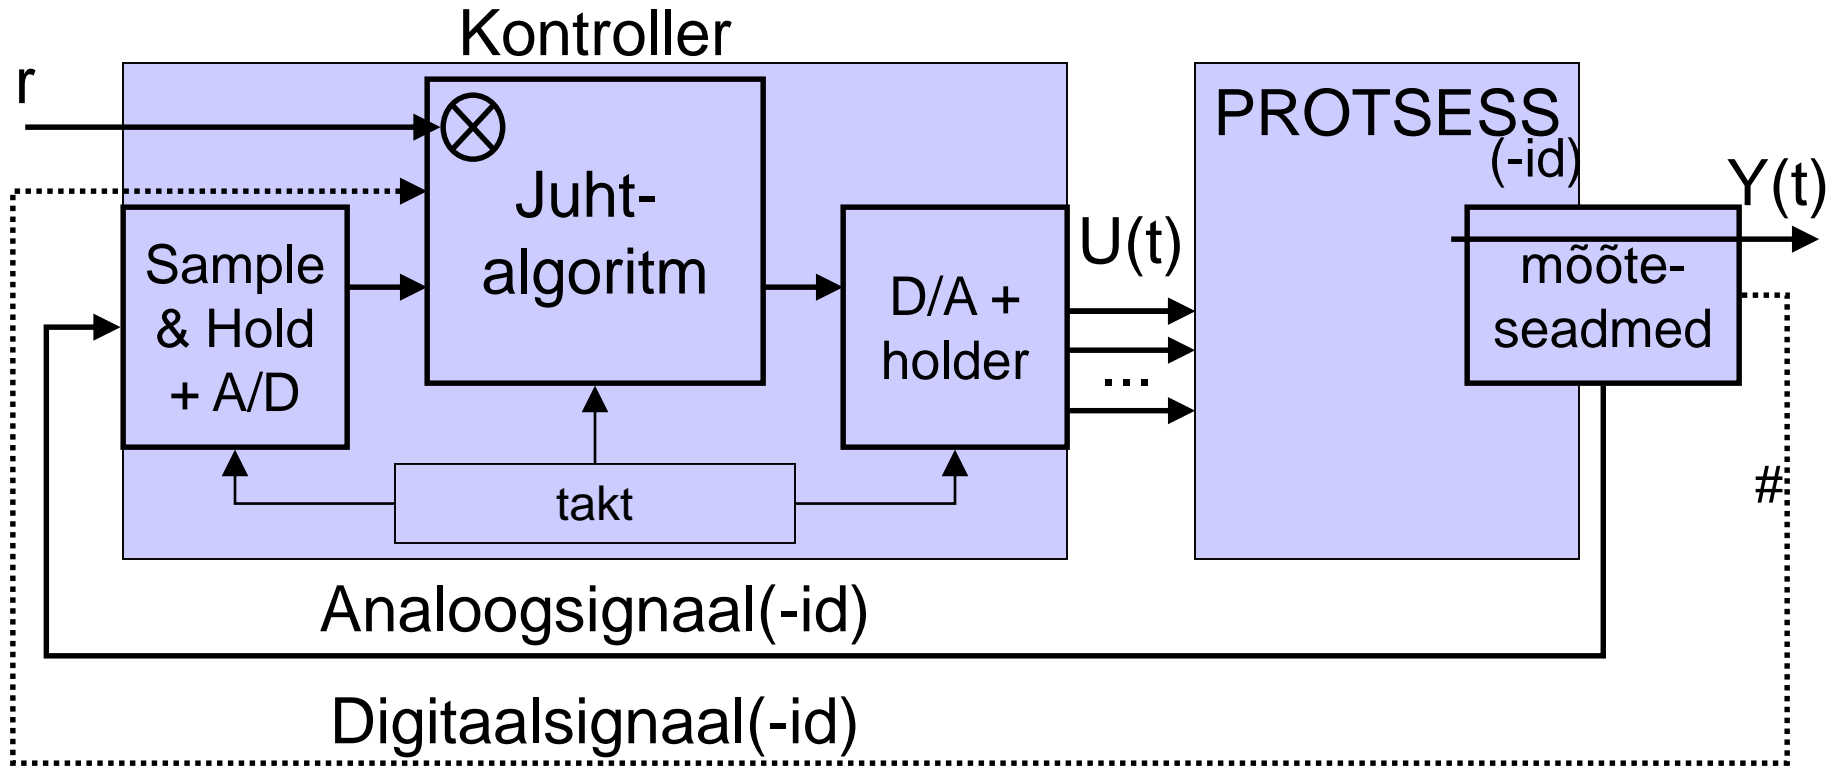 Kontroller
r
PROTSESS
(-id)
Y(t)
Juht-
algoritm
Sample
& Hold
+ A/D
D/A +
holder
U(t)
...
mõõte-
seadmed
takt
#
Analoogsignaal(-id)
Digitaalsignaal(-id)